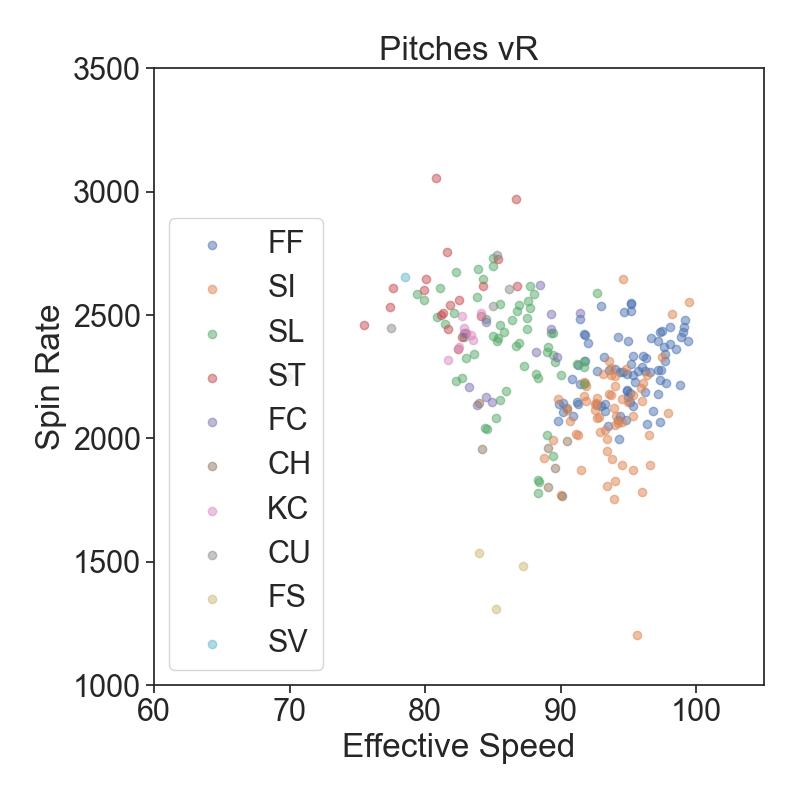 Pitches vR
3500
3000
2500
2000
1500
1000
Spin Rate
FF
SI
SL
ST
FC
CH
KC
CU
FS
SV
60 70 80 90 100
Effective Speed